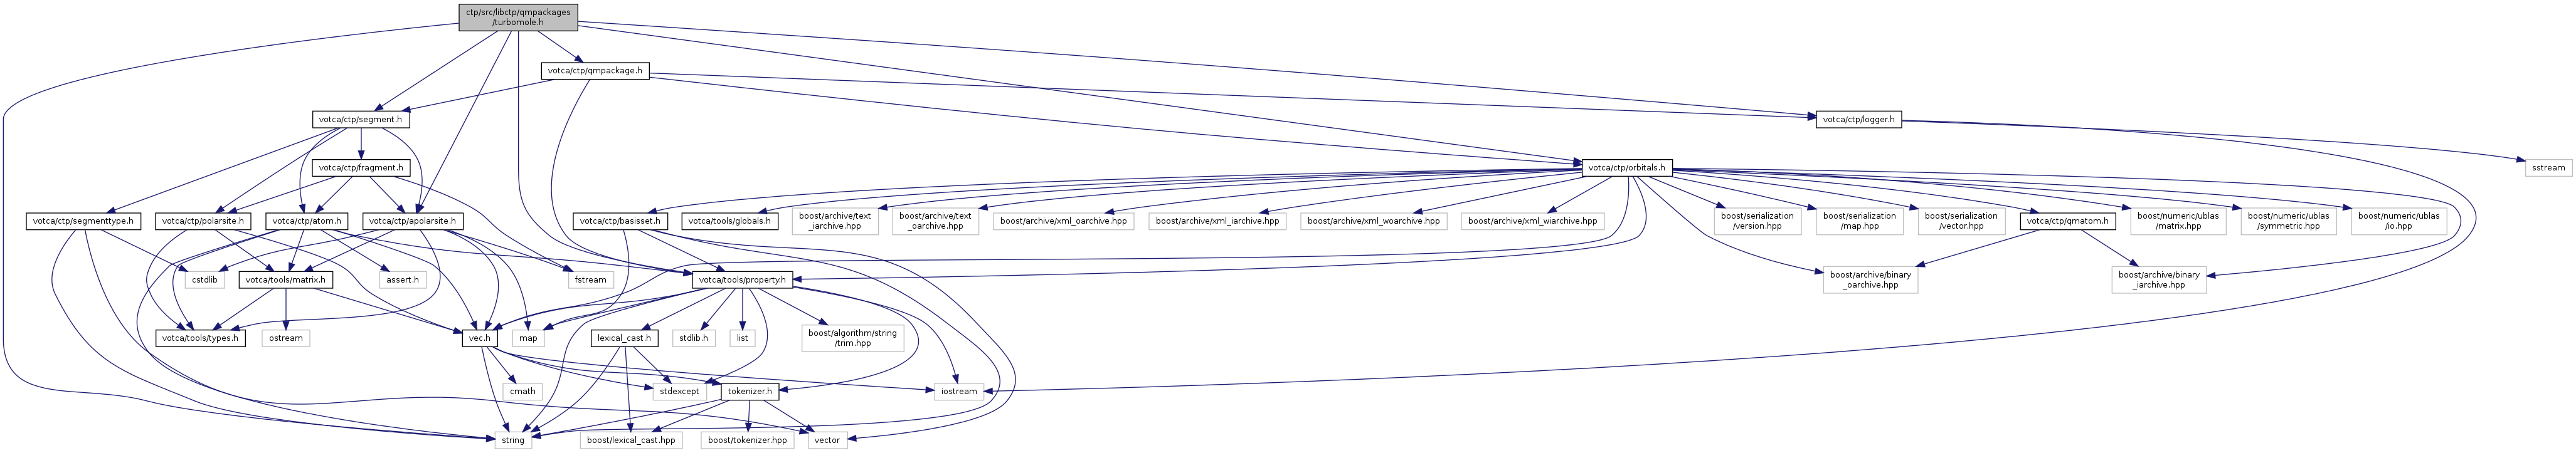 ctp/src/libctp/qmpackages
/turbomole.h
votca/ctp/qmpackage.h
votca/ctp/segment.h
votca/ctp/logger.h
votca/ctp/fragment.h
votca/ctp/orbitals.h
sstream
votca/ctp/segmenttype.h
votca/ctp/polarsite.h
votca/ctp/atom.h
votca/ctp/apolarsite.h
votca/ctp/basisset.h
votca/tools/globals.h
boost/archive/text
_iarchive.hpp
boost/archive/text
_oarchive.hpp
boost/archive/xml_oarchive.hpp
boost/archive/xml_iarchive.hpp
boost/archive/xml_woarchive.hpp
boost/archive/xml_wiarchive.hpp
boost/serialization
/version.hpp
boost/serialization
/map.hpp
boost/serialization
/vector.hpp
votca/ctp/qmatom.h
boost/numeric/ublas
/matrix.hpp
boost/numeric/ublas
/symmetric.hpp
boost/numeric/ublas
/io.hpp
cstdlib
votca/tools/matrix.h
assert.h
fstream
votca/tools/property.h
boost/archive/binary
_oarchive.hpp
boost/archive/binary
_iarchive.hpp
votca/tools/types.h
ostream
vec.h
map
lexical_cast.h
stdlib.h
list
boost/algorithm/string
/trim.hpp
cmath
stdexcept
tokenizer.h
iostream
string
boost/lexical_cast.hpp
boost/tokenizer.hpp
vector